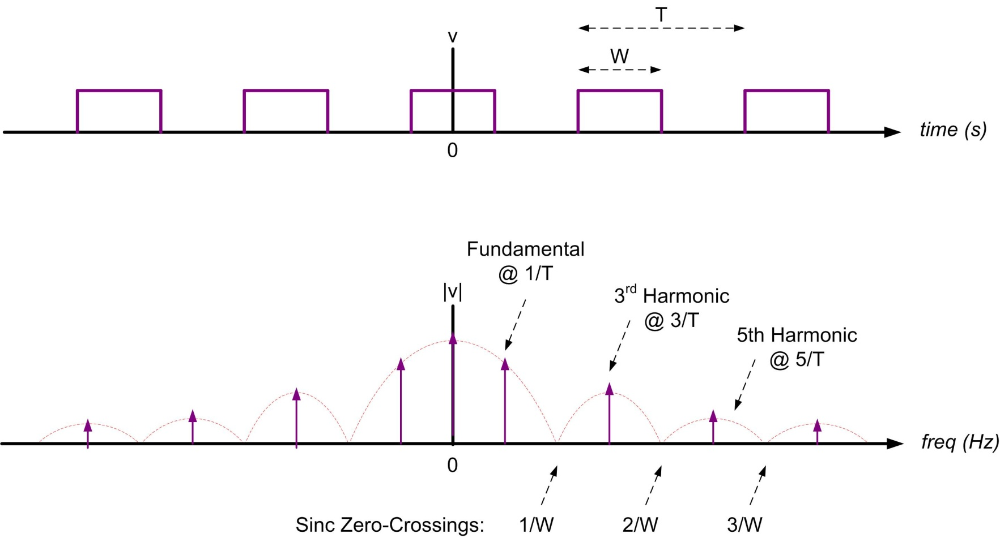 T
v
W
time (s)
0
Fundamental
@ 1/T
|v|
3rd Harmonic
@ 3/T
5th Harmonic
@ 5/T
freq (Hz)
0
Sinc Zero-Crossings: 1/W 2/W 3/W